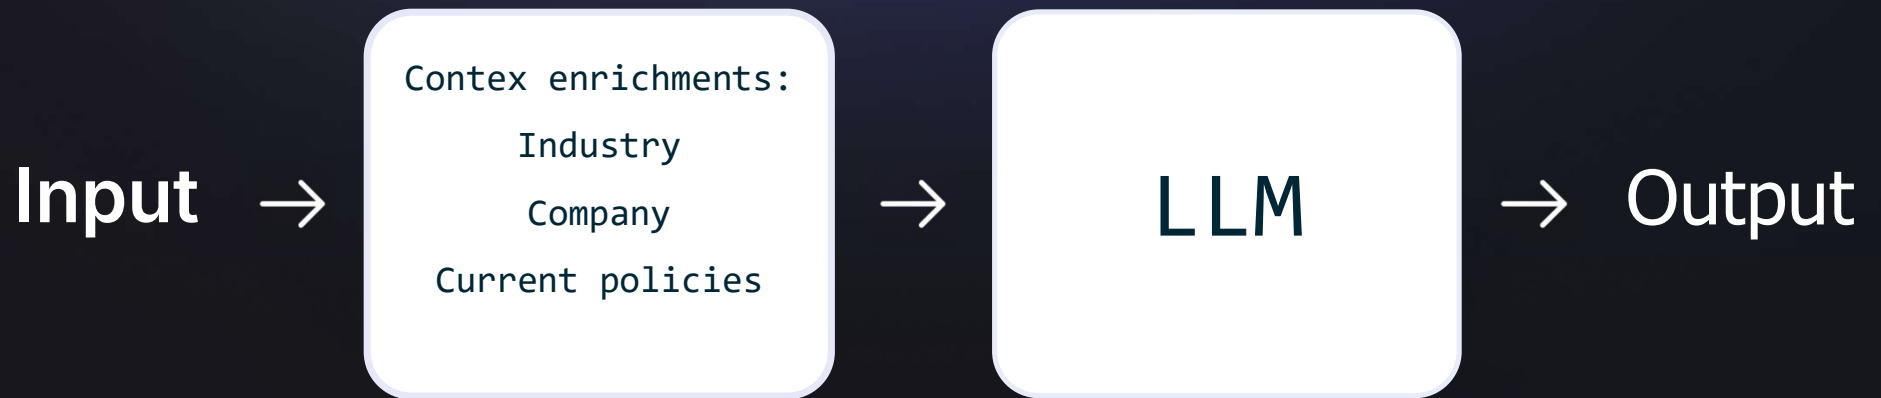 Input
Contex enrichments:
Industry
Company
Current policies
LLM
Output